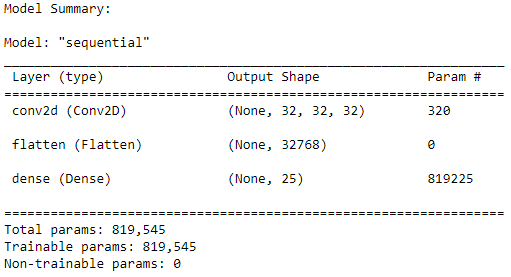 Model Summary:
Model: "sequential"
_________________________________________________________________
Layer (type) Output Shape Param #
=================================================================
conv2d (Conv2D) (None, 32, 32, 32) 320
flatten (Flatten) (None, 32768) 0
dense (Dense) (None, 25) 819225
=================================================================
Total params: 819,545
Trainable params: 819,545
Non-trainable params: 0